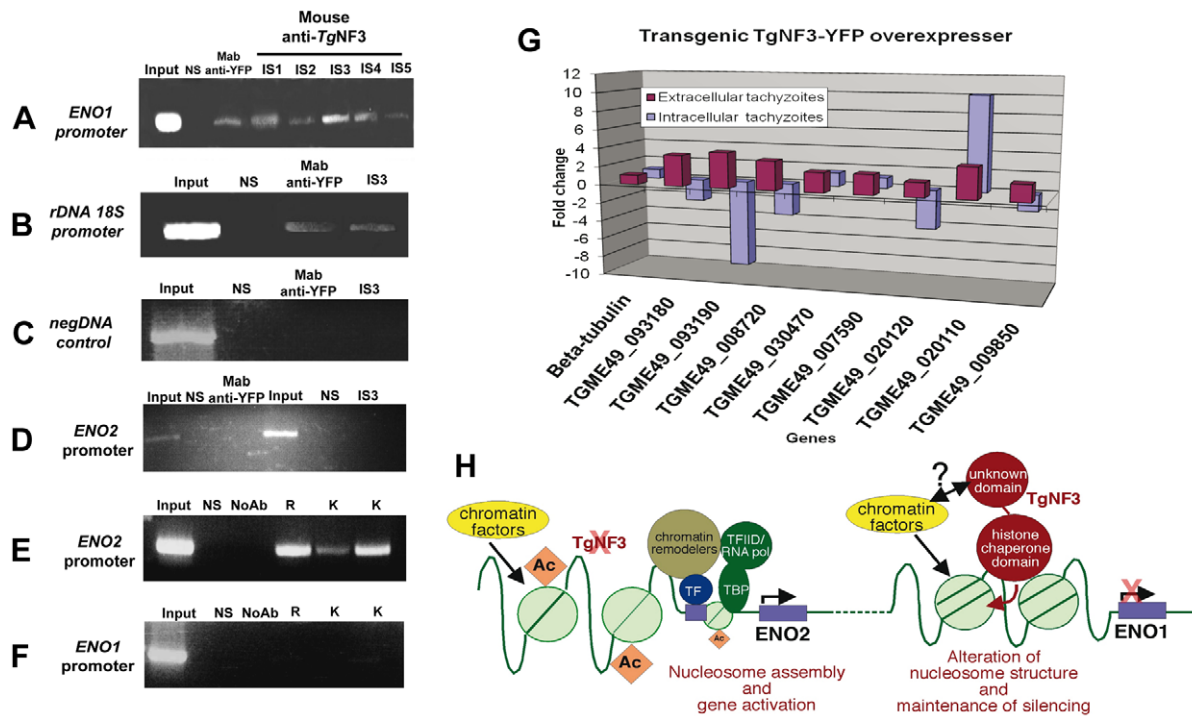 Mouse
anti-TgNF3
Mab
anti-YFP
Input NS IS1 IS2 IS3 IS4 IS5
A
ENO1
promoter
Mab
anti-YFP
Input NS IS3
B
rDNA 18S
promoter
Mab
anti-YFP
Input NS IS3
C
negDNA
control
Mab
anti-YFP
Input NS Input NS IS3
D
ENO2
promoter
Input NS NoAb R K K
E
ENO2
promoter
Input NS NoAb R K K
F
ENO1
promoter
G
Transgenic TgNF3-YFP overexpresser
Fold change
12
10
8
6
4
2
0
-2
-4
-6
-8
-10
Extracellular tachyzoites
Intracellular tachyzoites
Beta-tubulin
TGME49_093180
TGME49_093190
TGME49_008720
TGME49_030470
TGME49_007590
TGME49_020120
TGME49_020110
TGME49_009850
Genes
H
chromatin
factors
Ac
TgNF3
X
Ac
chromatin
remodelers
TFIID/
RNA pol
TF
TBP
Ac
ENO2
Nucleosome assembly
and
gene activation
?
unknown
domain
TgNF3
chromatin
factors
histone
chaperone
domain
X
ENO1
Alteration of
nucleosome structure
and
maintenance of silencing